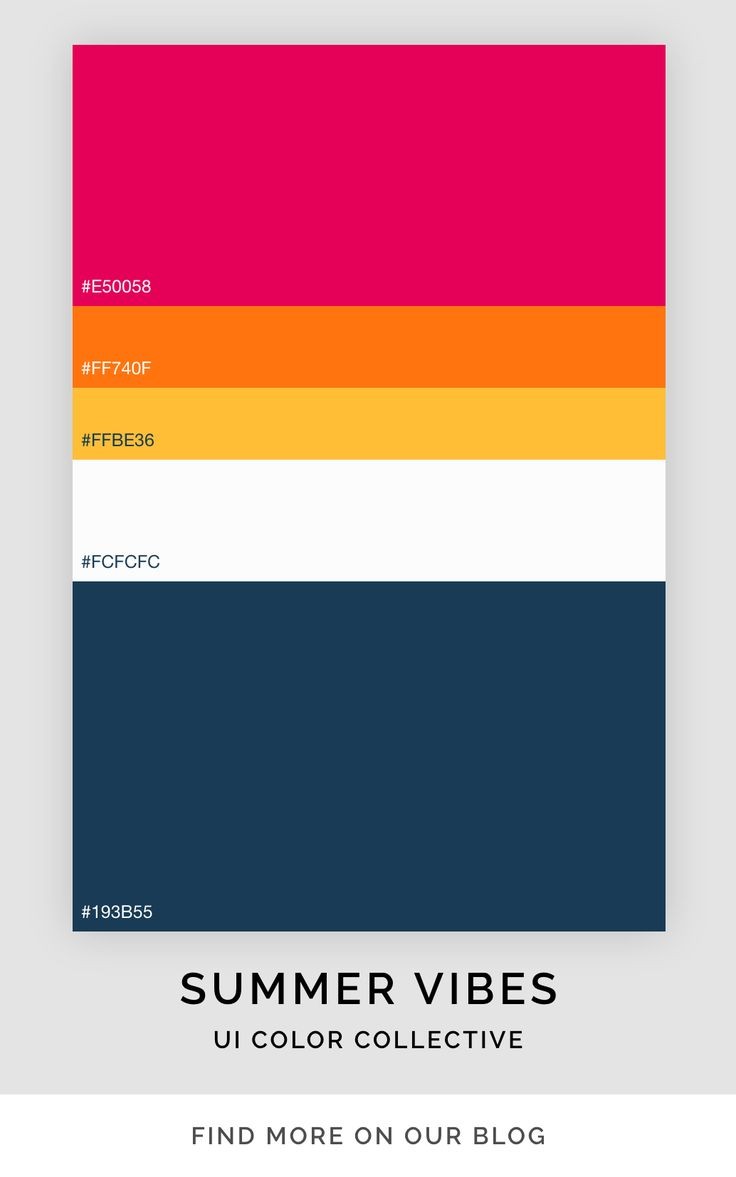 #E50058
#FF740F
#FFBE36
#FCFCFC
#193B55
SUMMER VIBES
UI COLOR COLLECTIVE
FIND MORE ON OUR BLOG